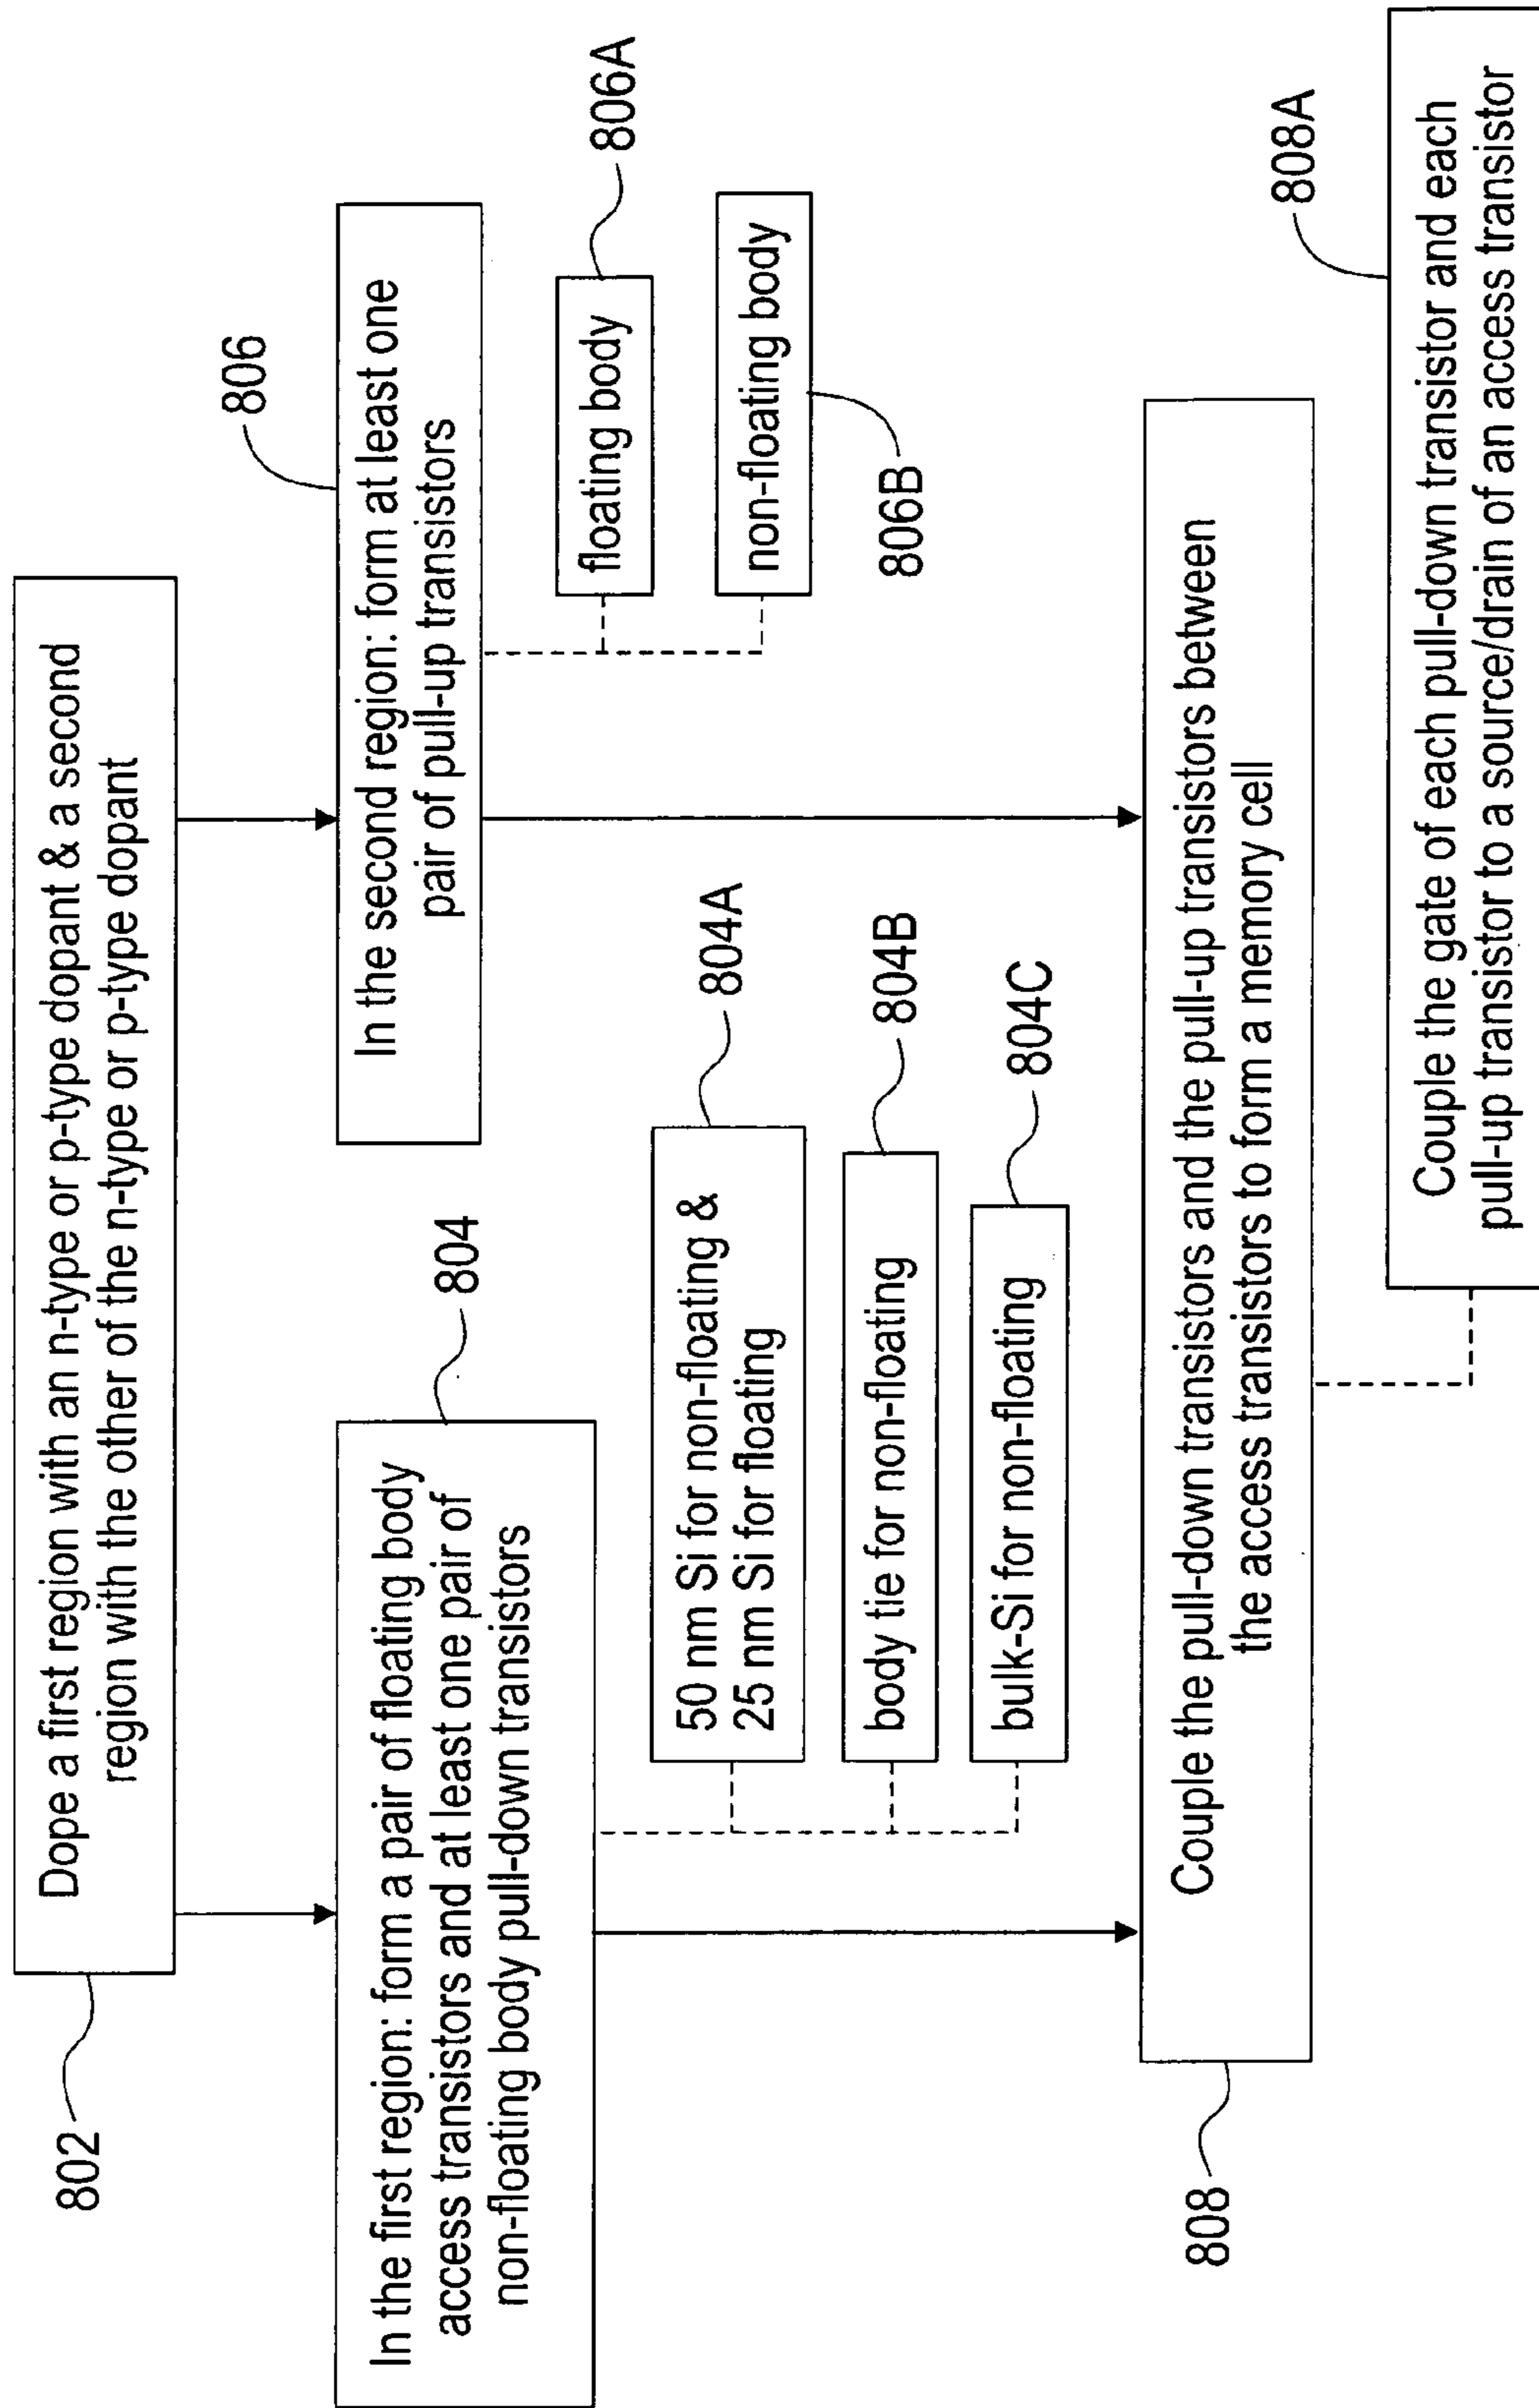 802
Dope a first region with an n-type or p-type dopant & a second
region with the other of the n-type or p-type dopant
804
In the first region: form a pair of floating body
access transistors and at least one pair of
non-floating body pull-down transistors
806
In the second region: form at least one
pair of pull-up transistors
804A
50 nm Si for non-floating &
25 nm Si for floating
804B
body tie for non-floating
804C
bulk-Si for non-floating
806A
floating body
806B
non-floating body
808
Couple the pull-down transistors and the pull-up transistors between
the access transistors to form a memory cell
808A
Couple the gate of each pull-down transistor and each
pull-up transistor to a source/drain of an access transistor